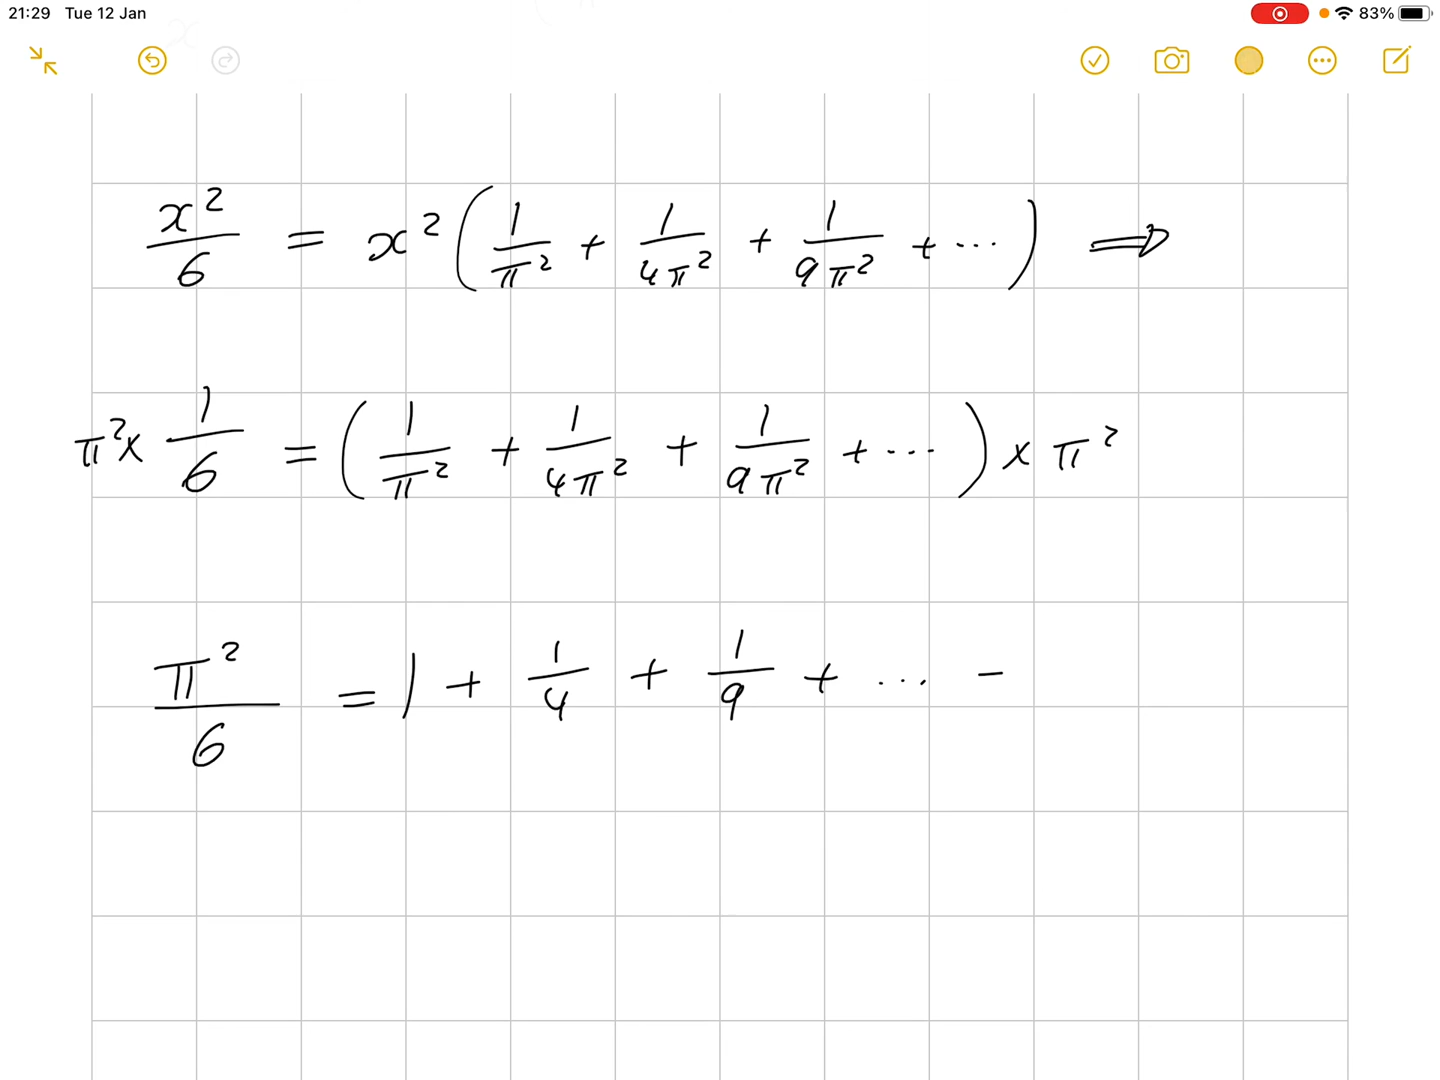 21:29 Tue 12 Jan 83%
x²/6 = x² (1/π² + 1/4π² + 1/9π² + ...) ⇒
π² × 1/6 = (1/π² + 1/4π² + 1/9π² + ...) × π²
π²/6 = 1 + 1/4 + 1/9 + ... –